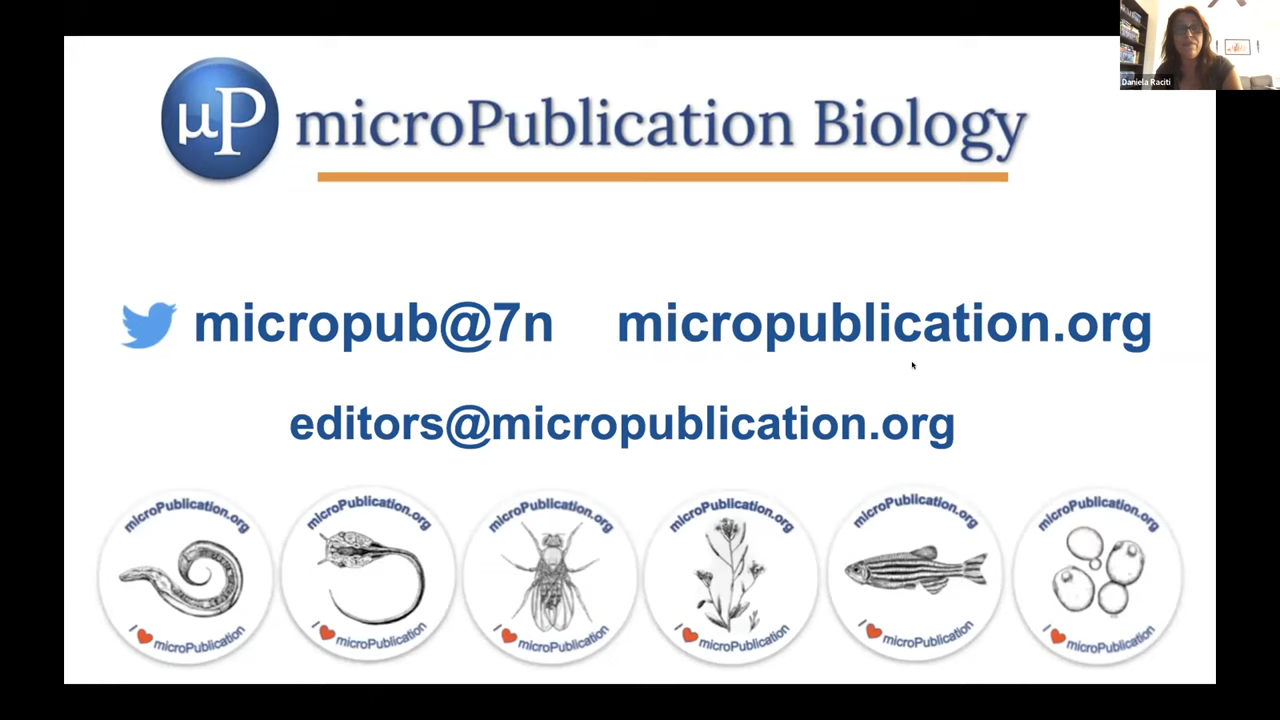 Daniela Raciti
µP microPublication Biology
micropub@7n micropublication.org
editors@micropublication.org
microPublication.org microPublication.org microPublication.org microPublication.org microPublication.org microPublication.org
I ❤ microPublication I ❤ microPublication I ❤ microPublication I ❤ microPublication I ❤ microPublication I ❤ microPublication